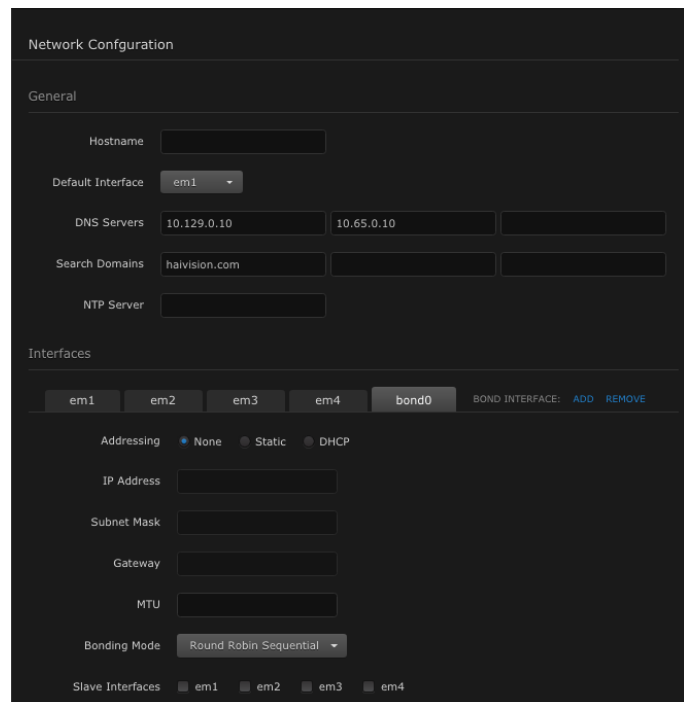 Network Confguration
General
Hostname
Default Interface em1
DNS Servers 10.129.0.10 10.65.0.10
Search Domains haivision.com
NTP Server
Interfaces
em1 em2 em3 em4 bond0 BOND INTERFACE: ADD REMOVE
Addressing None Static DHCP
IP Address
Subnet Mask
Gateway
MTU
Bonding Mode Round Robin Sequential
Slave Interfaces em1 em2 em3 em4